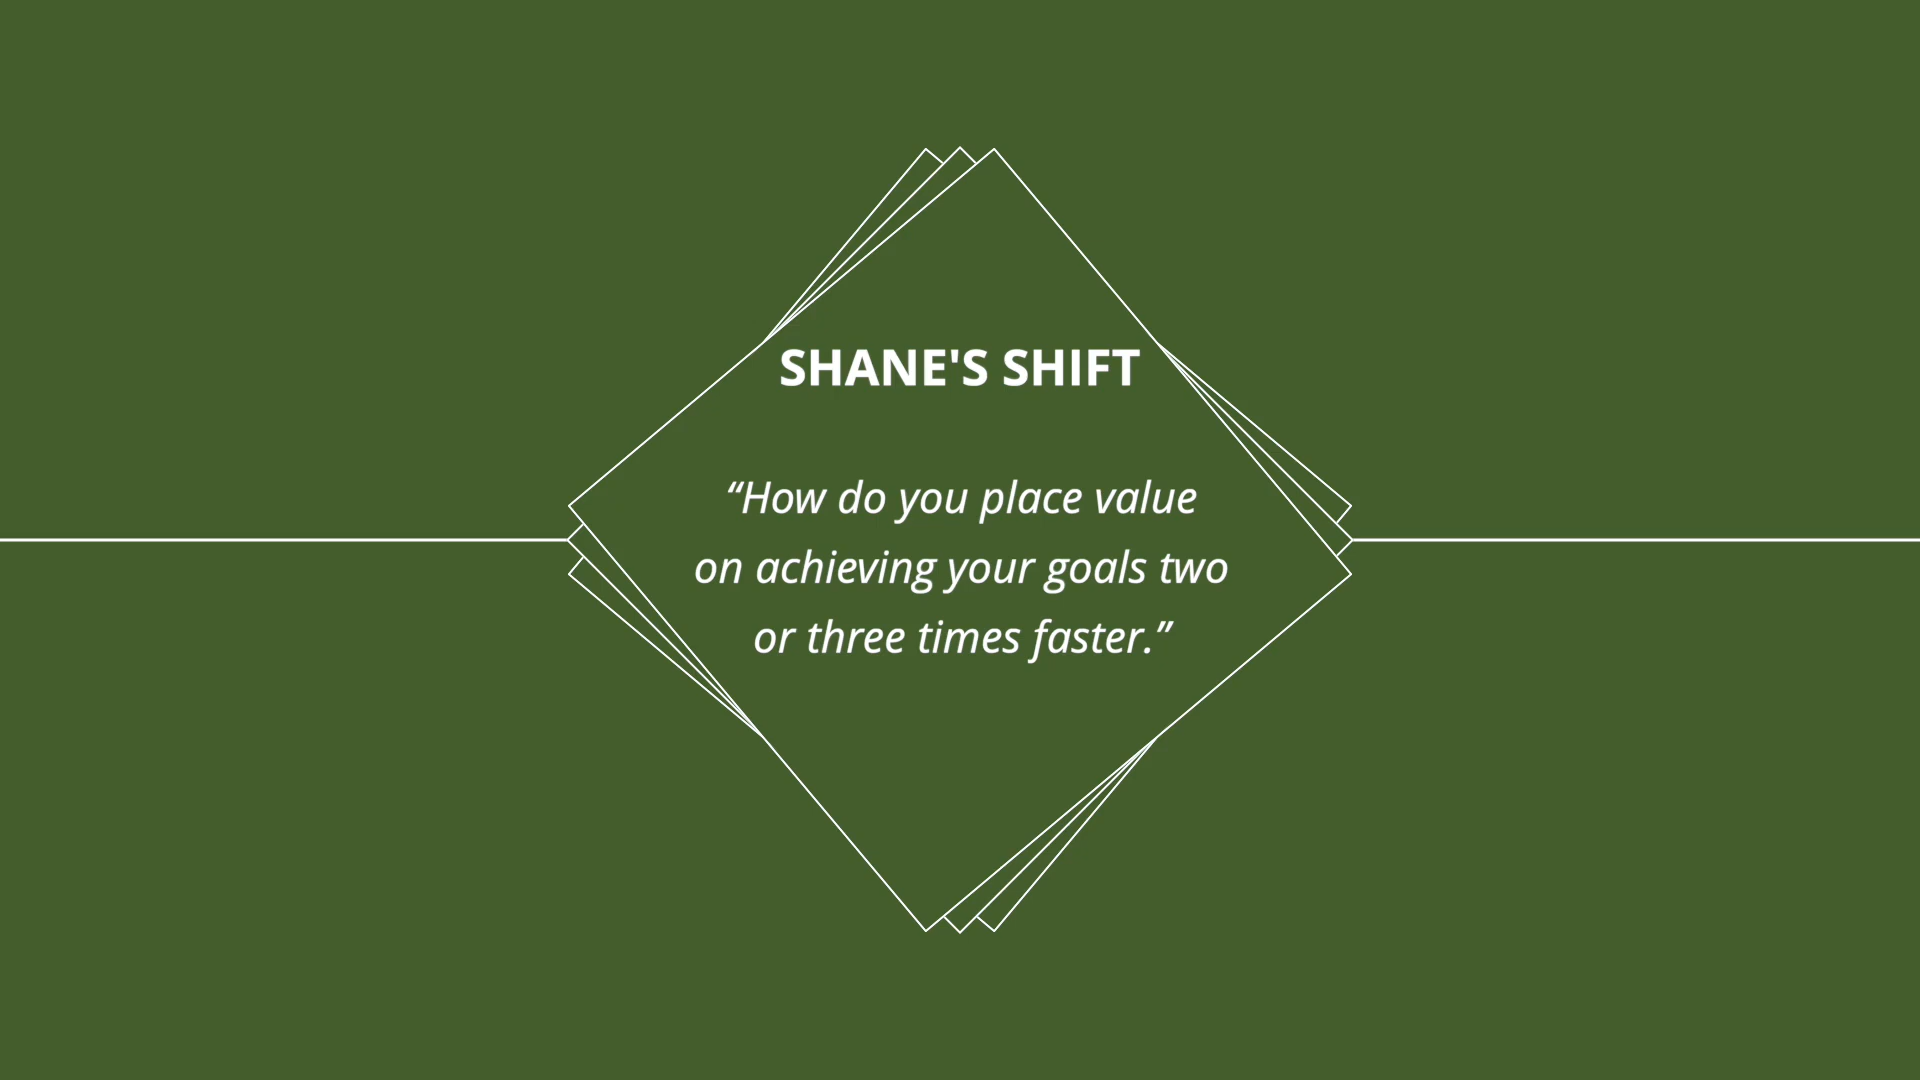 SHANE'S SHIFT
“How do you place value
on achieving your goals two
or three times faster.”